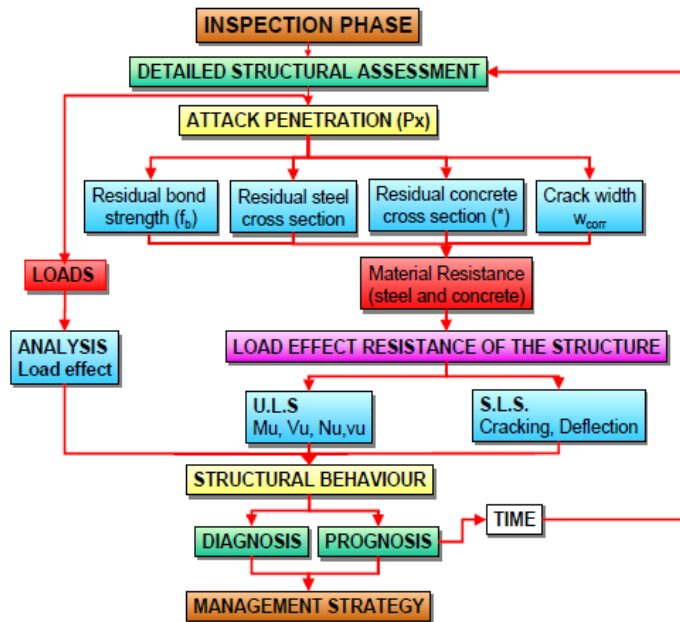 INSPECTION PHASE
DETAILED STRUCTURAL ASSESSMENT
ATTACK PENETRATION (Px)
Residual bond
strength (fb)
Residual steel
cross section
Residual concrete
cross section (*)
Crack width
wcorr
LOADS
Material Resistance
(steel and concrete)
ANALYSIS
Load effect
LOAD EFFECT RESISTANCE OF THE STRUCTURE
U.L.S
Mu, Vu, Nu,vu
S.L.S.
Cracking, Deflection
STRUCTURAL BEHAVIOUR
DIAGNOSIS
PROGNOSIS
TIME
MANAGEMENT STRATEGY